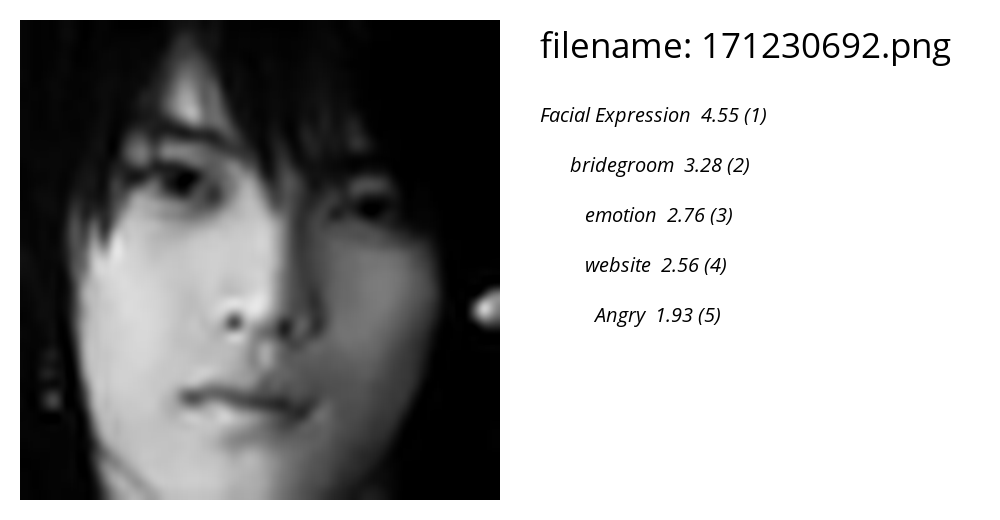 filename: 171230692.png
Facial Expression 4.55 (1)
bridegroom 3.28 (2)
emotion 2.76 (3)
website 2.56 (4)
Angry 1.93 (5)